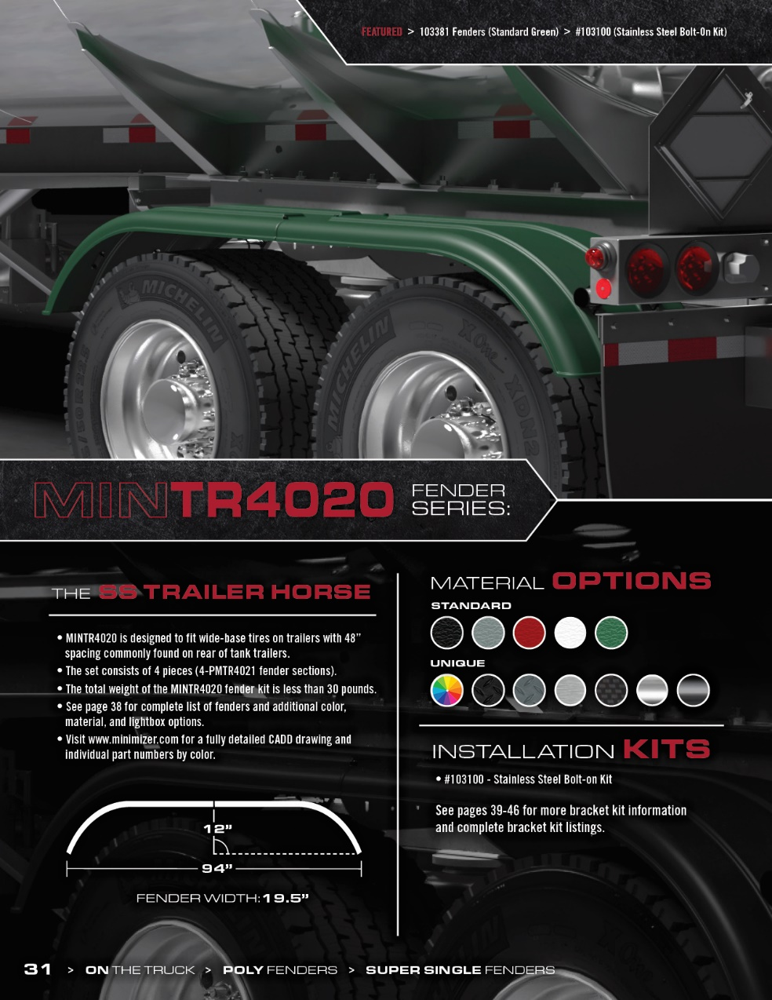 FEATURED > 103381 Fenders (Standard Green) > #103100 (Stainless Steel Bolt-On Kit)
MICHELIN
MICHELIN
X One
XDN2
MINTR4020 FENDER SERIES:
THE SS TRAILER HORSE
• MINTR4020 is designed to fit wide-base tires on trailers with 48”
spacing commonly found on rear of tank trailers.
• The set consists of 4 pieces (4-PMTR4021 fender sections).
• The total weight of the MINTR4020 fender kit is less than 30 pounds.
• See page 38 for complete list of fenders and additional color,
material, and lightbox options.
• Visit www.minimizer.com for a fully detailed CADD drawing and
individual part numbers by color.
12”
94”
FENDER WIDTH: 19.5”
MATERIAL OPTIONS
STANDARD
UNIQUE
INSTALLATION KITS
• #103100 - Stainless Steel Bolt-on Kit
See pages 39-46 for more bracket kit information
and complete bracket kit listings.
31 > ON THE TRUCK > POLY FENDERS > SUPER SINGLE FENDERS